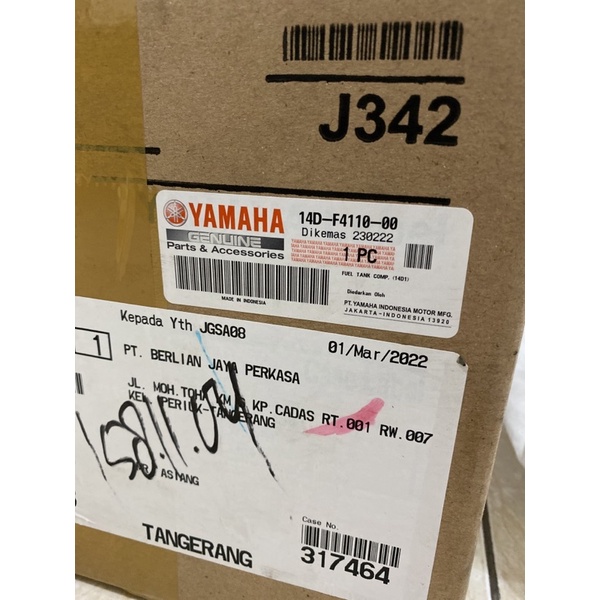 J342
YAMAHA
GENUINE
Parts & Accessories
14D-F4110-00
Dikemas 230222
1 PC
FUEL TANK COMP. (14D1)
Diedarkan Oleh
PT. YAMAHA INDONESIA MOTOR MFG.
JAKARTA-INDONESIA 13920
MADE IN INDONESIA
Kepada Yth JGSA08
01/Mar/2022
1
PT. BERLIAN JAYA PERKASA
JL. MOH.TOHA KM. KP.CADAS RT.001 RW.007
TANGERANG
TANGERANG
Case No.
317464